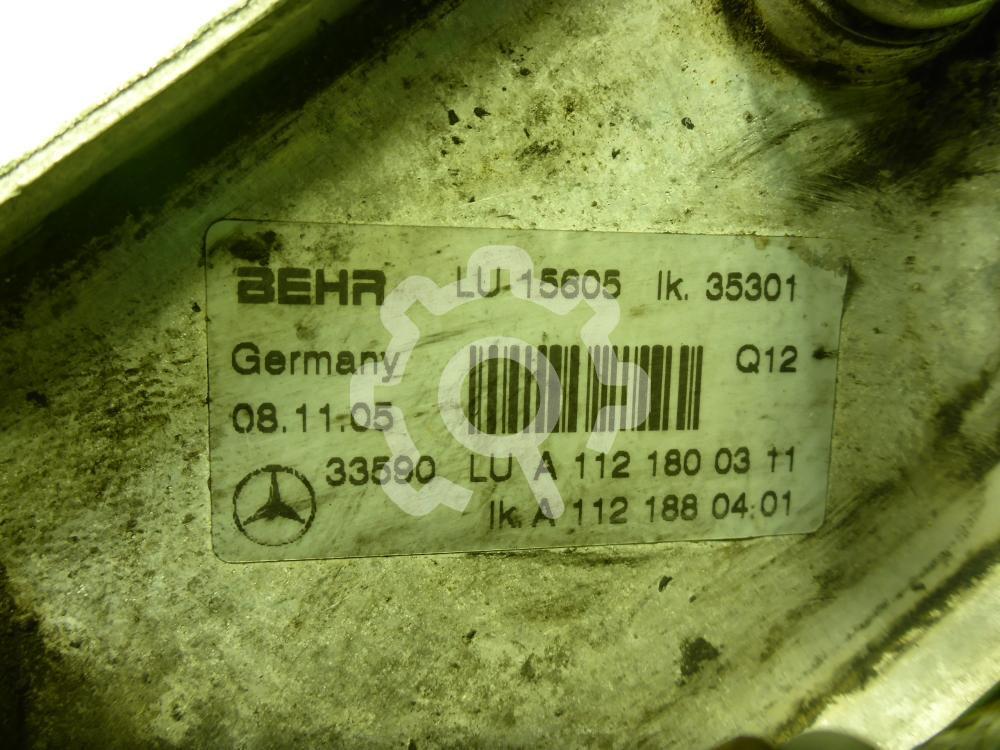 BEHR LU 15605 lk. 35301
Germany Q12
08.11.05
33590 LU A 112 180 03 11
lk. A 112 188 04 01